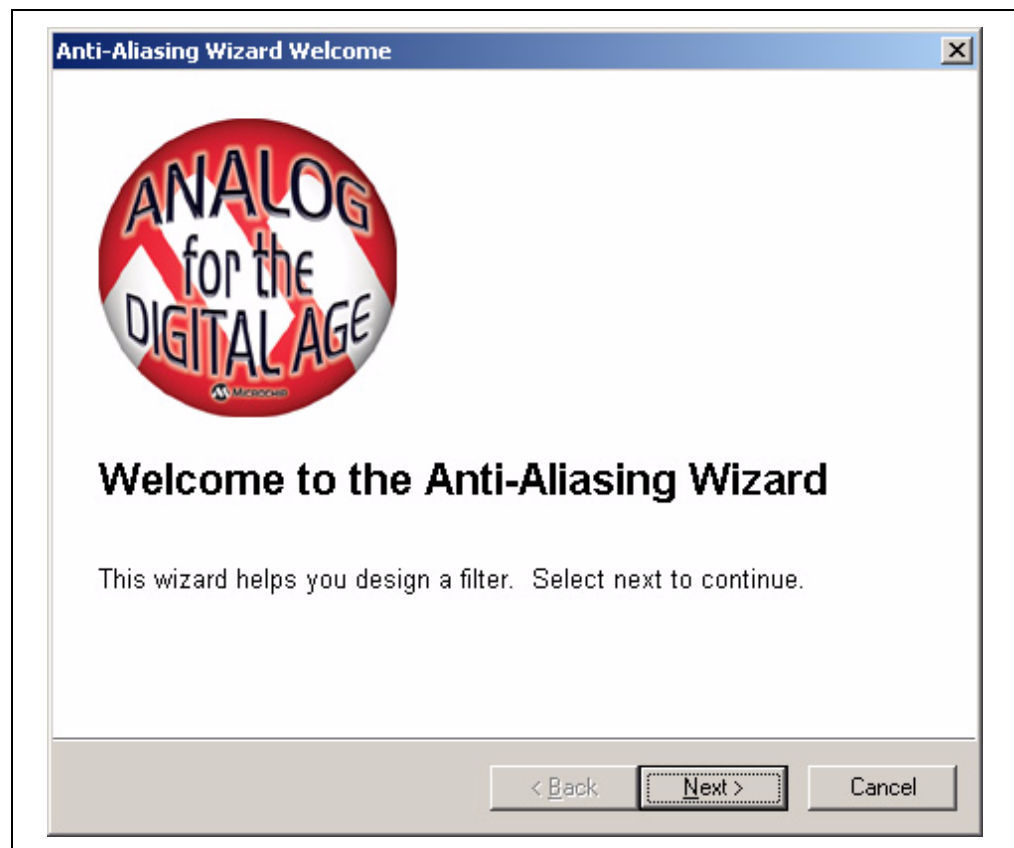 Anti-Aliasing Wizard Welcome
ANALOG
for the
DIGITAL AGE
MICROCHIP
Welcome to the Anti-Aliasing Wizard
This wizard helps you design a filter.  Select next to continue.
< Back
Next >
Cancel